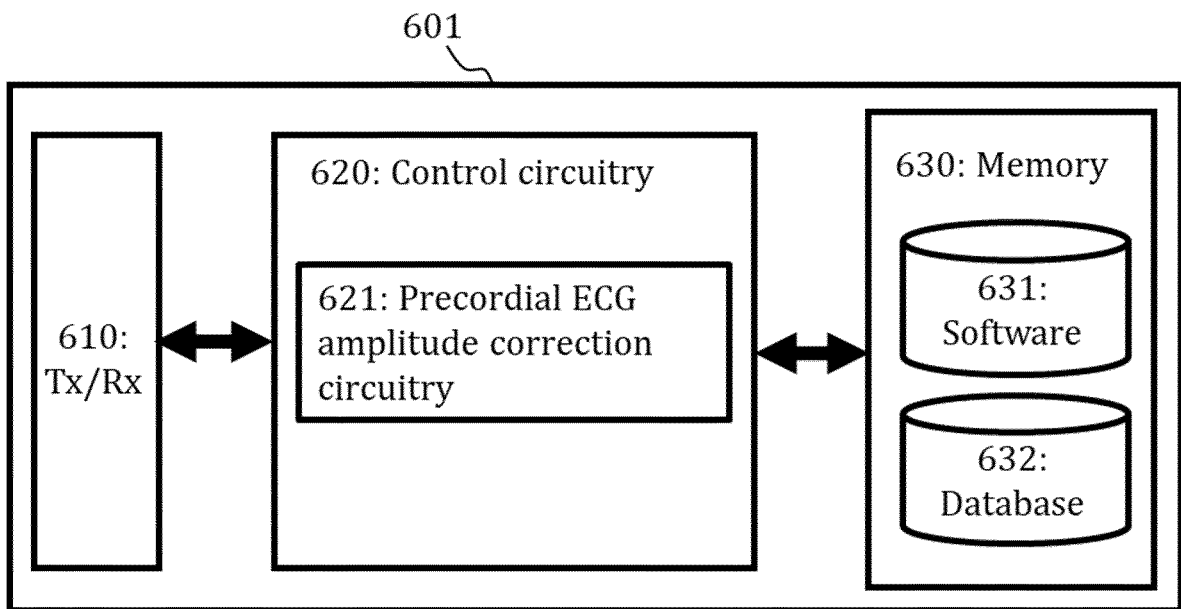 601
610:
Tx/Rx
620: Control circuitry
621: Precordial ECG
amplitude correction
circuitry
630: Memory
631:
Software
632:
Database